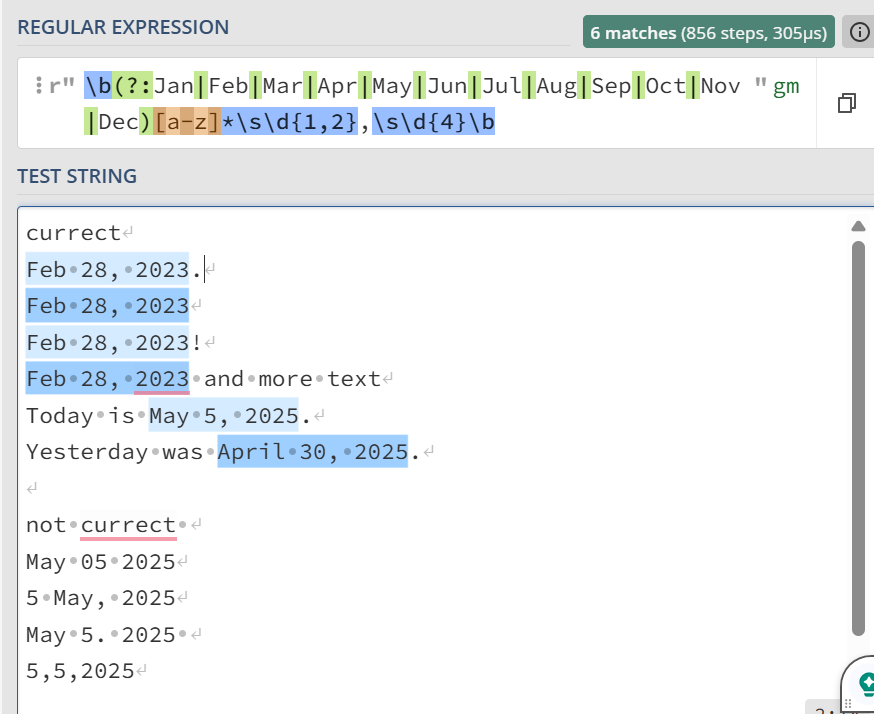 REGULAR EXPRESSION
6 matches (856 steps, 305µs)
r" \b(?:Jan|Feb|Mar|Apr|May|Jun|Jul|Aug|Sep|Oct|Nov " gm
|Dec)[a-z]*\s\d{1,2},\s\d{4}\b
TEST STRING
currect
Feb 28, 2023.
Feb 28, 2023
Feb 28, 2023!
Feb 28, 2023 and more text
Today is May 5, 2025.
Yesterday was April 30, 2025.
not currect
May 05 2025
5 May, 2025
May 5. 2025
5,5,2025